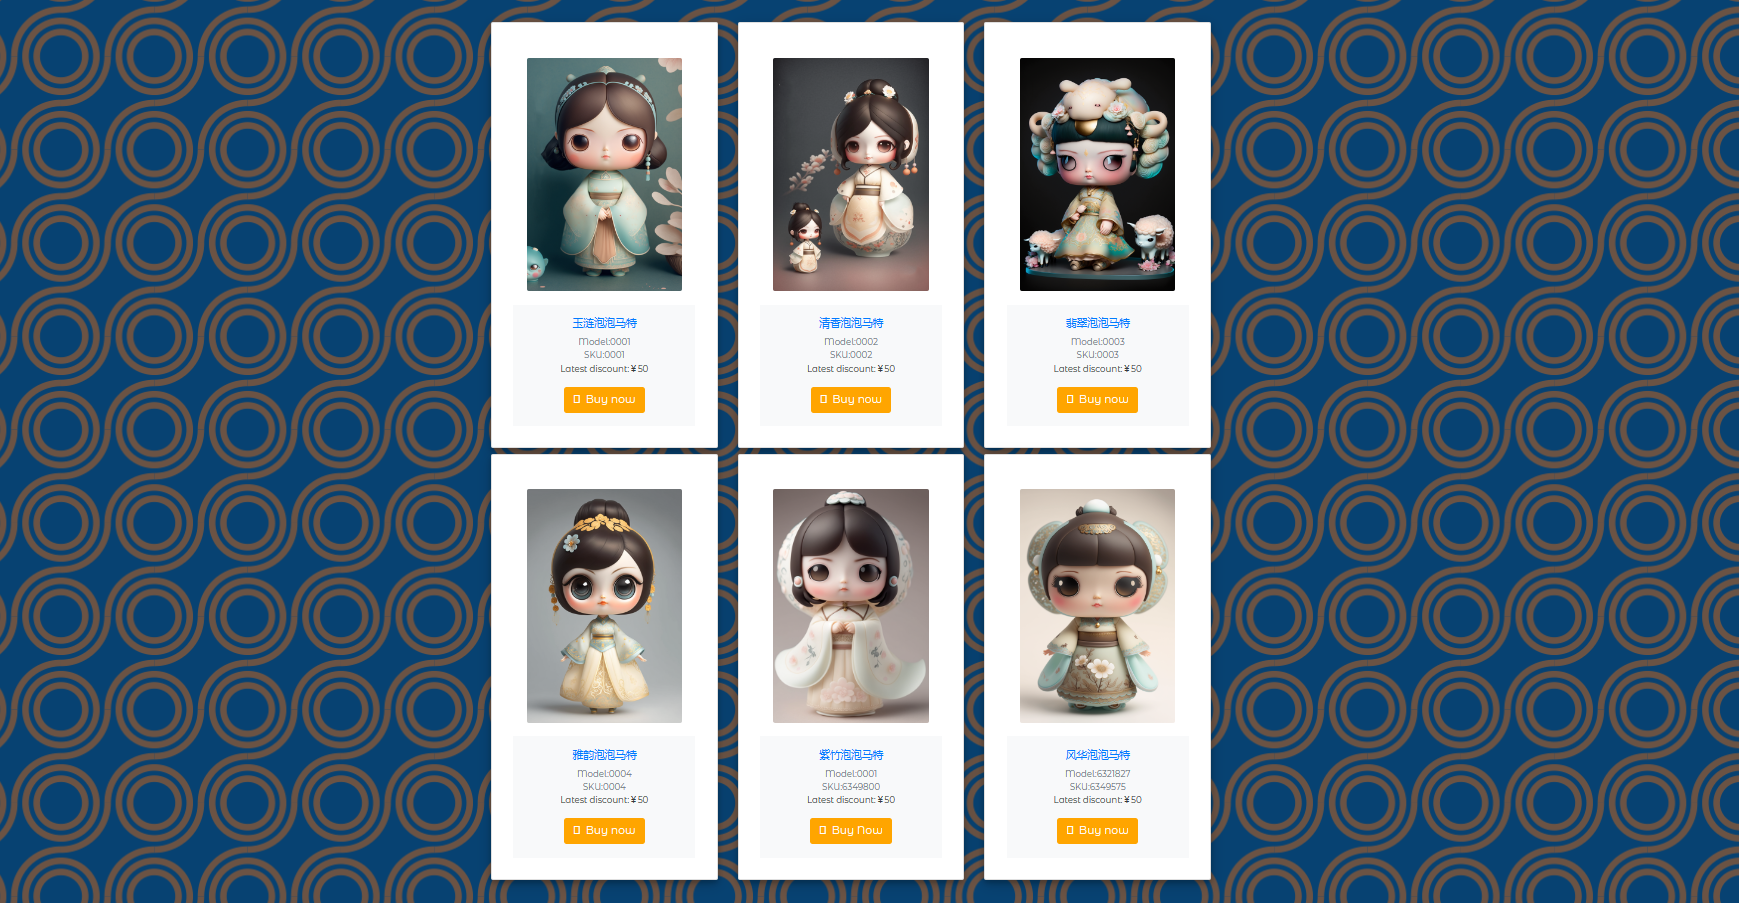 玉涟泡泡马特
Model:0001
SKU:0001
Latest discount: ¥50
Buy now
清香泡泡马特
Model:0002
SKU:0002
Latest discount: ¥50
Buy now
翡翠泡泡马特
Model:0003
SKU:0003
Latest discount: ¥50
Buy now
雅韵泡泡马特
Model:0004
SKU:0004
Latest discount: ¥50
Buy now
紫竹泡泡马特
Model:0001
SKU:6349800
Latest discount: ¥50
Buy Now
风华泡泡马特
Model:6321827
SKU:6349575
Latest discount: ¥50
Buy now